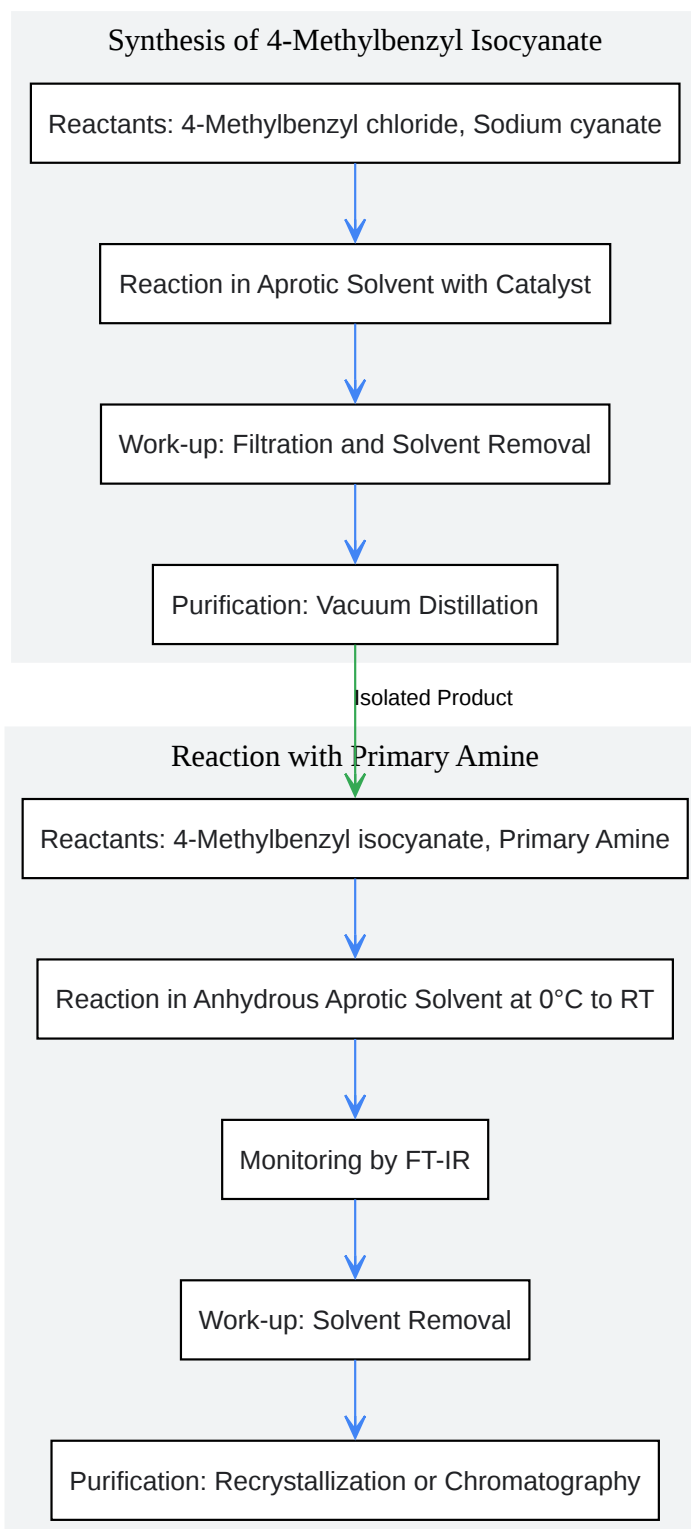 Synthesis of 4-Methylbenzyl Isocyanate
Reactants: 4-Methylbenzyl chloride, Sodium cyanate
Reaction in Aprotic Solvent with Catalyst
Work-up: Filtration and Solvent Removal
Purification: Vacuum Distillation
Isolated Product
Reaction with Primary Amine
Reactants: 4-Methylbenzyl isocyanate, Primary Amine
Reaction in Anhydrous Aprotic Solvent at 0°C to RT
Monitoring by FT-IR
Work-up: Solvent Removal
Purification: Recrystallization or Chromatography